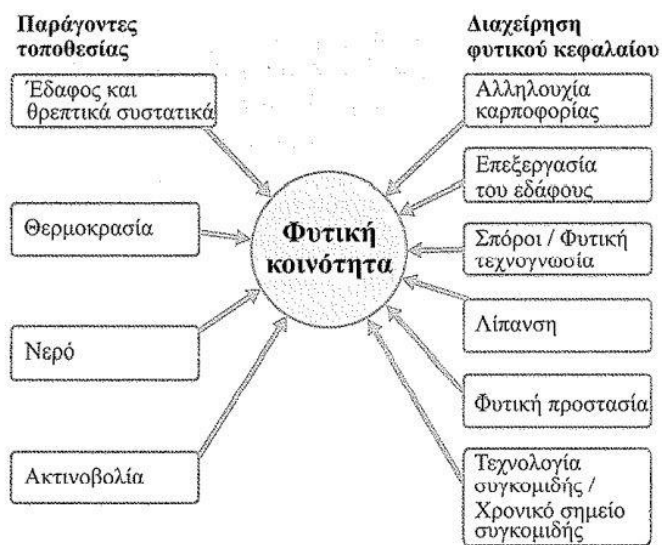 Παράγοντες
τοποθεσίας
Έδαφος και
θρεπτικά συστατικά
Θερμοκρασία
Νερό
Ακτινοβολία
Φυτική
κοινότητα
Διαχείρηση
φυτικού κεφαλαίου
Αλληλουχία
καρποφορίας
Επεξεργασία
του εδάφους
Σπόροι / Φυτική
τεχνογνωσία
Λίπανση
Φυτική προστασία
Τεχνολογία
συγκομιδής /
Χρονικό σημείο
συγκομιδής